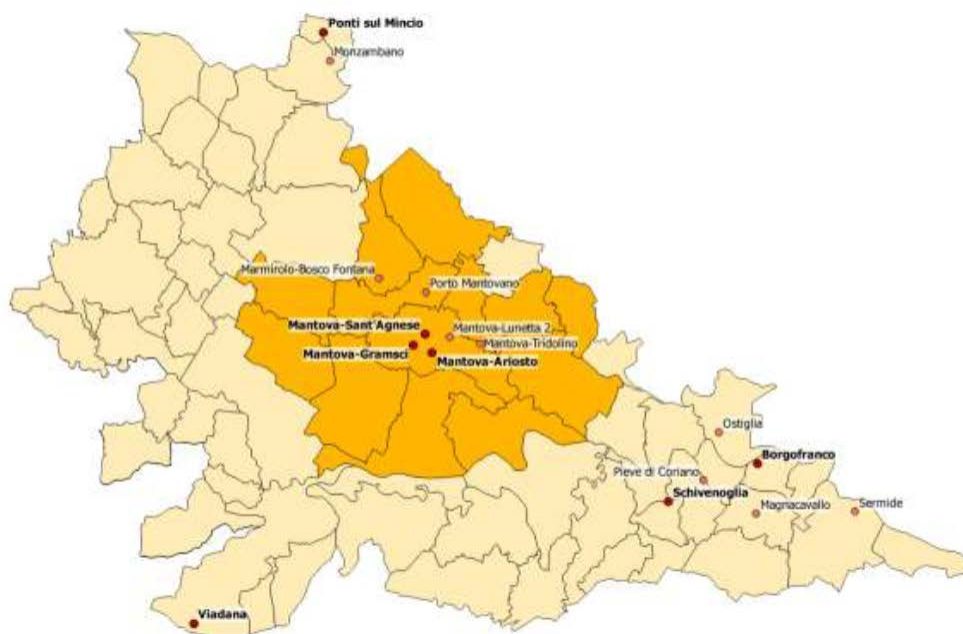 Ponti sul Mincio
Monzambano
Marmirolo-Bosco Fontana
Porto Mantovano
Mantova-Sant'Agnese
Mantova-Lunetta 2
Mantova-Tridolino
Mantova-Gramsci
Mantova-Ariosto
Ostiglia
Borgofranco
Pieve di Coriano
Schivenoglia
Magnacavallo
Sermide
Viadana